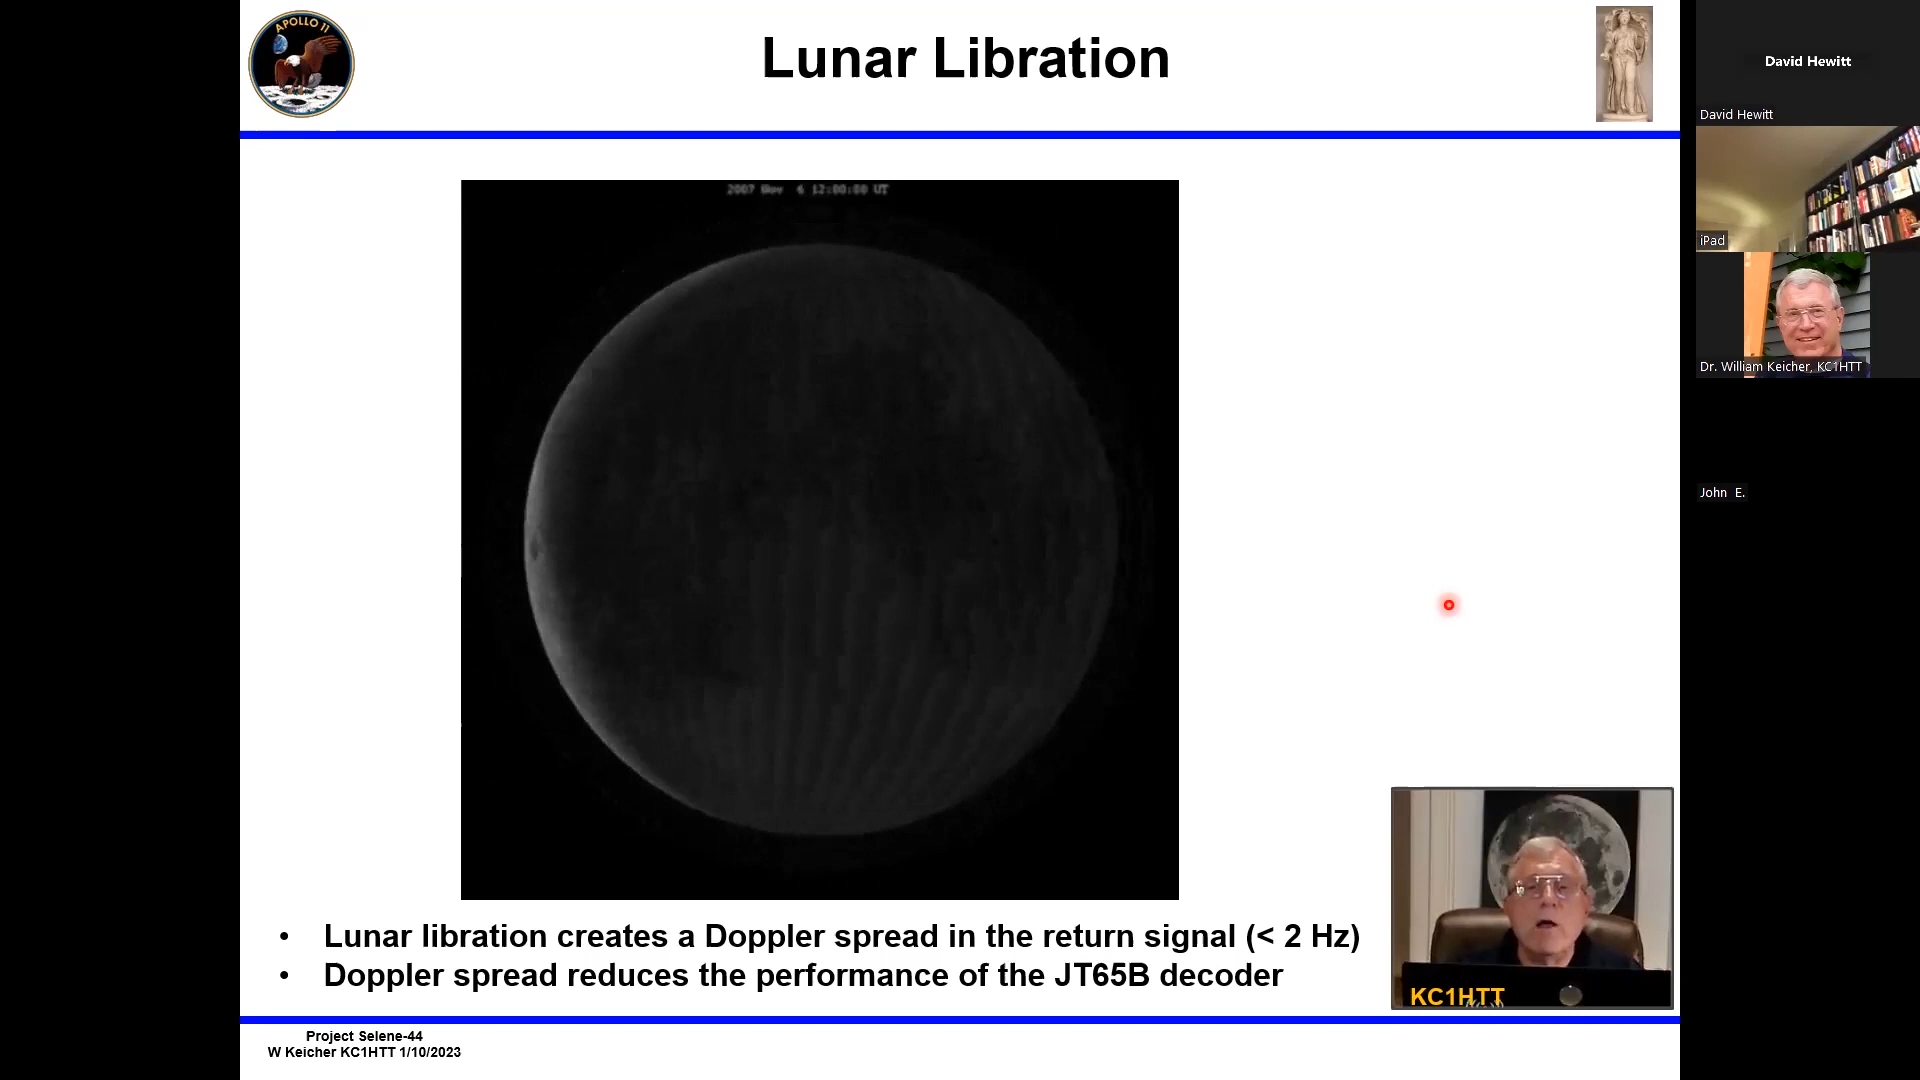 APOLLO 11
Lunar Libration
2007 Nov 6 12:00:00 UT
Lunar libration creates a Doppler spread in the return signal (< 2 Hz)
Doppler spread reduces the performance of the JT65B decoder
KC1HTT
Project Selene-44
W Keicher KC1HTT 1/10/2023
David Hewitt
David Hewitt
iPad
Dr. William Keicher, KC1HTT
John E.